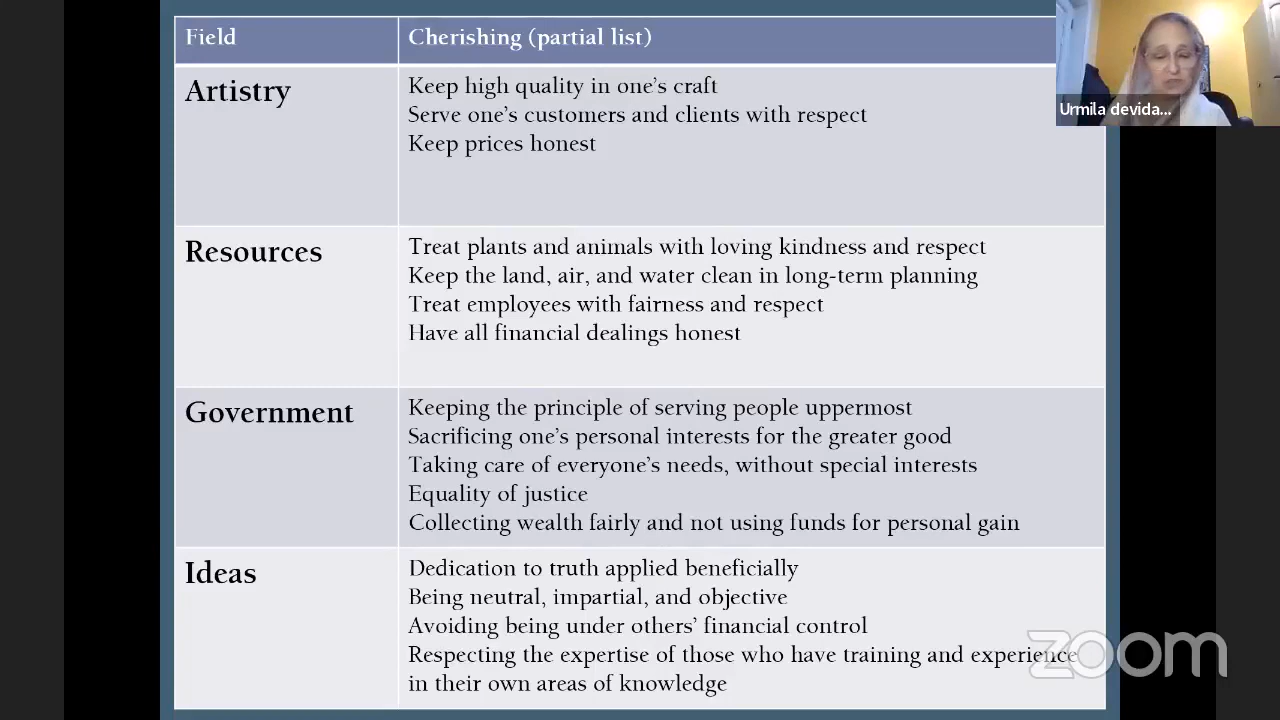 Field
Cherishing (partial list)
Artistry
Keep high quality in one's craft
Serve one's customers and clients with respect
Keep prices honest
Resources
Treat plants and animals with loving kindness and respect
Keep the land, air, and water clean in long-term planning
Treat employees with fairness and respect
Have all financial dealings honest
Government
Keeping the principle of serving people uppermost
Sacrificing one's personal interests for the greater good
Taking care of everyone's needs, without special interests
Equality of justice
Collecting wealth fairly and not using funds for personal gain
Ideas
Dedication to truth applied beneficially
Being neutral, impartial, and objective
Avoiding being under others' financial control
Respecting the expertise of those who have training and experience
in their own areas of knowledge
Urmila devida...
zoom